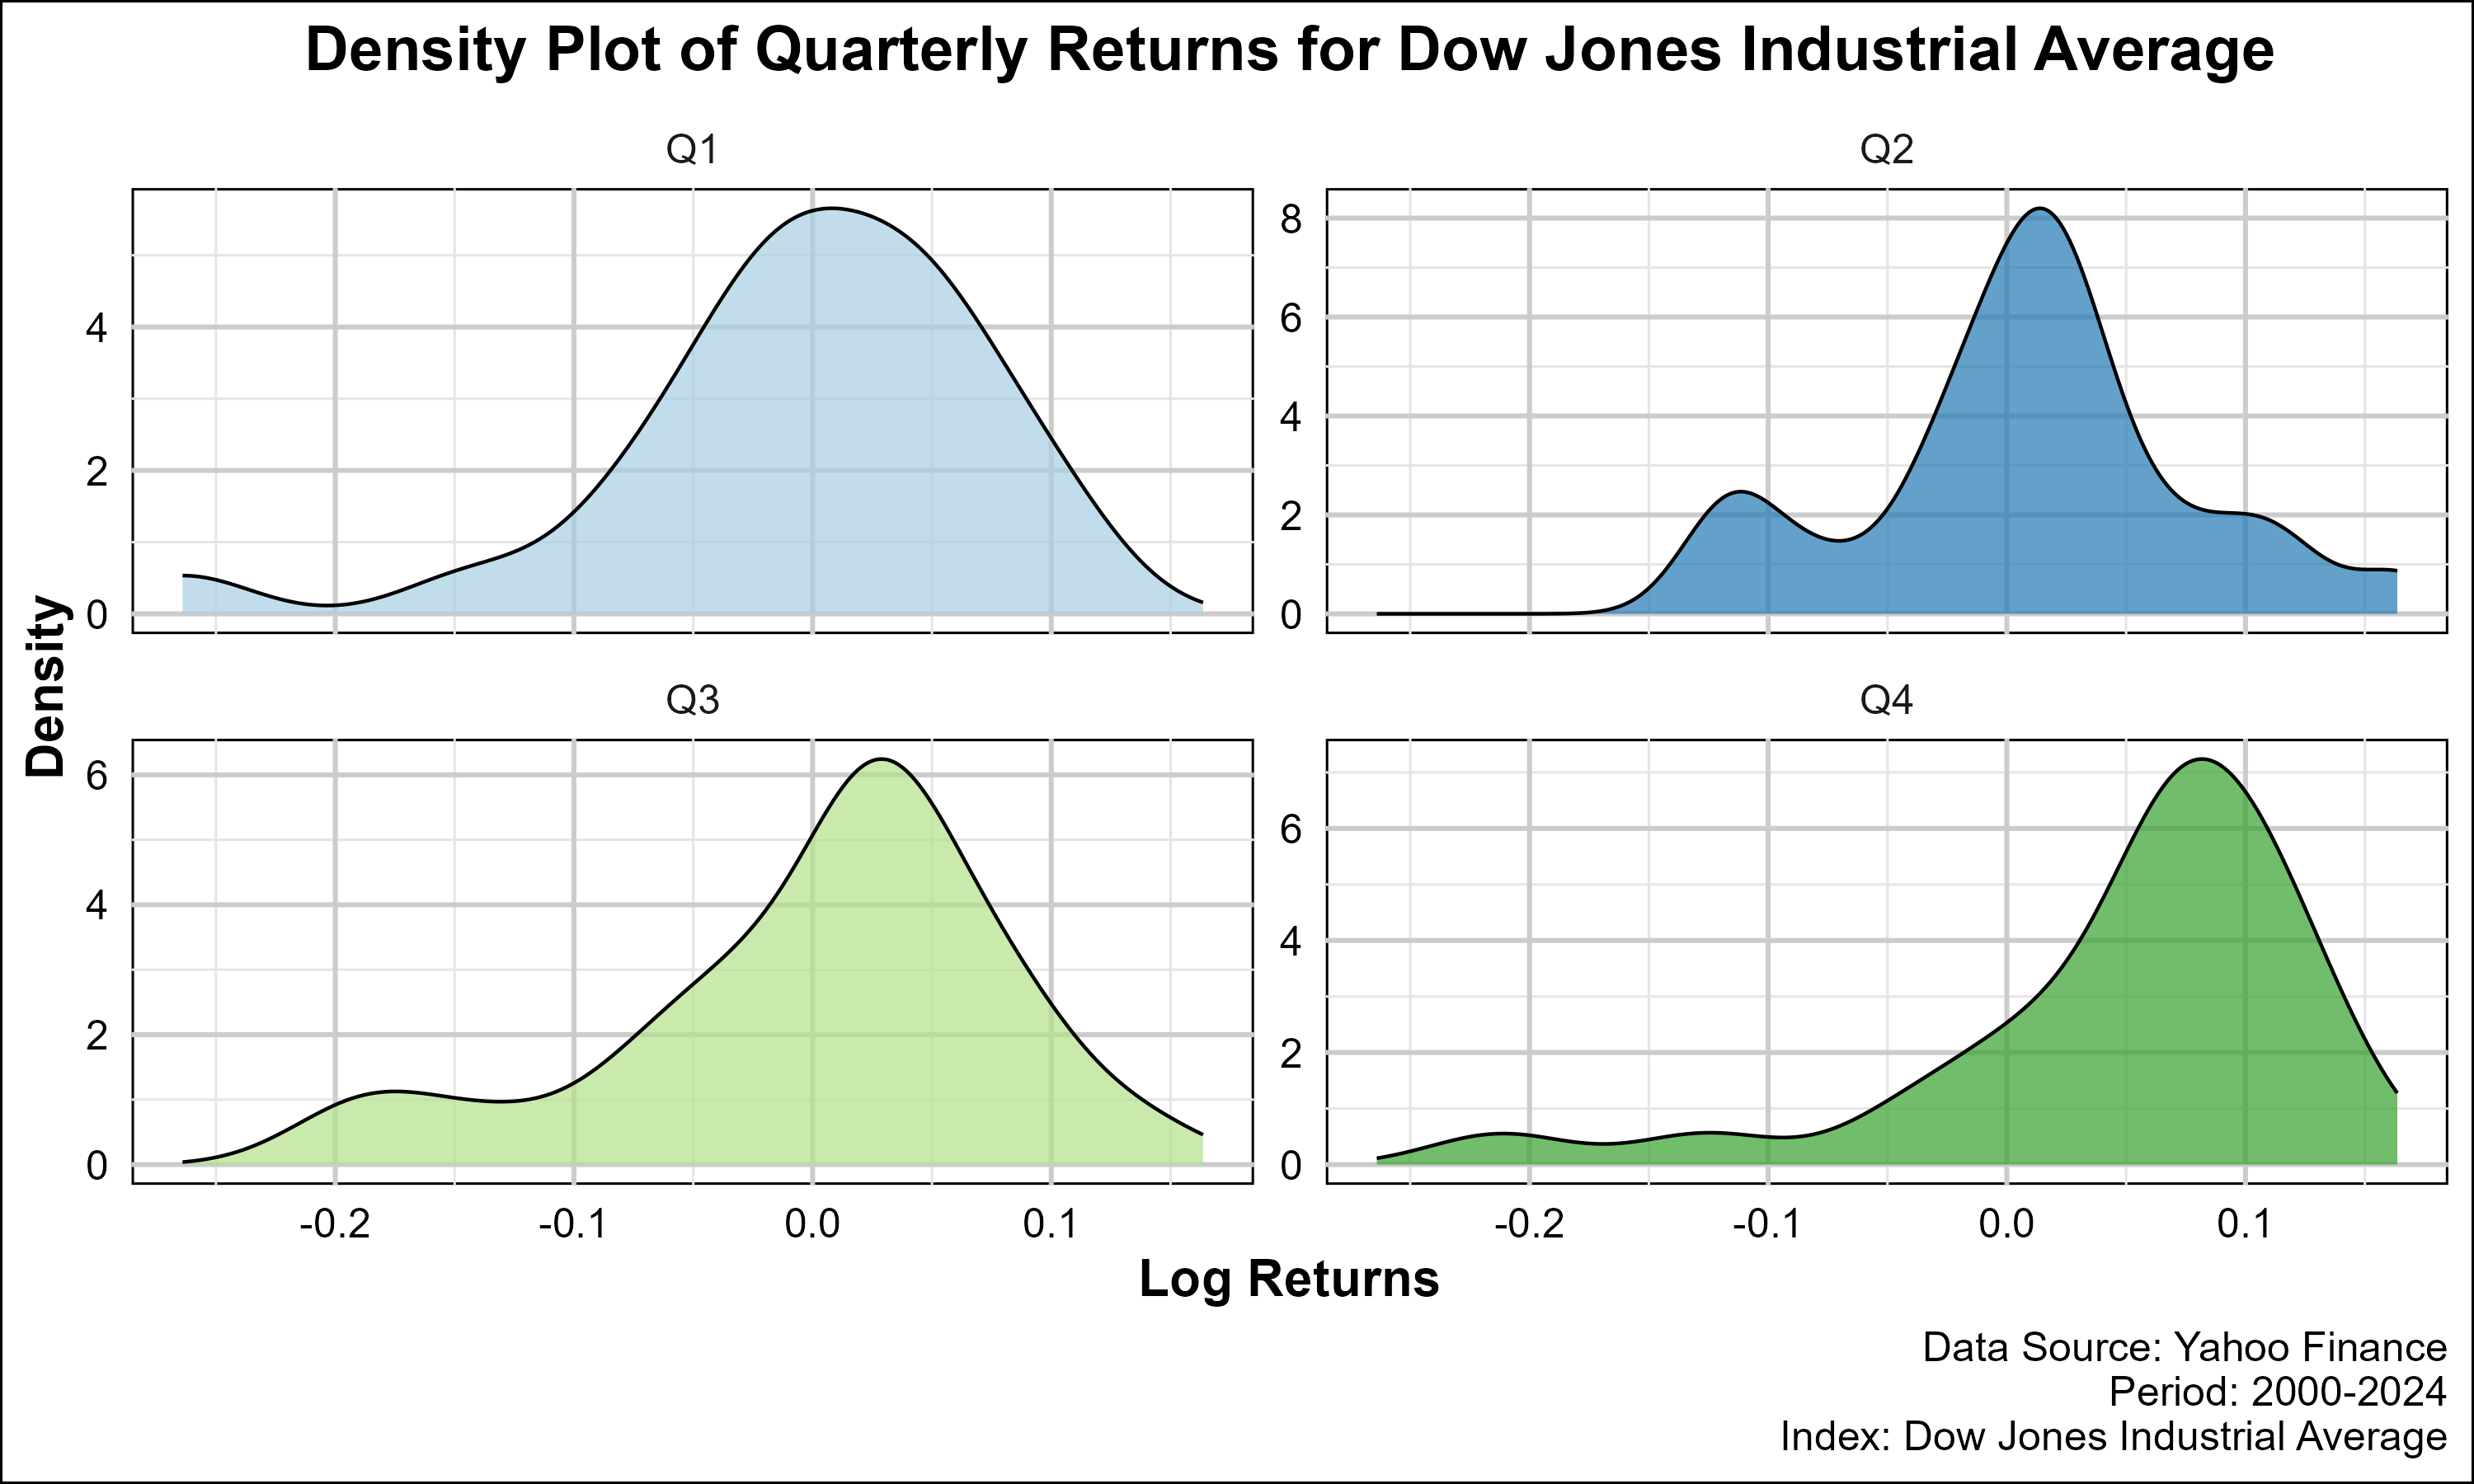 Density Plot of Quarterly Returns for Dow Jones Industrial Average
Q1
Q2
4
2
0
8
6
4
2
0
Density
Q3
Q4
6
4
2
0
6
4
2
0
-0.2 -0.1 0.0 0.1
-0.2 -0.1 0.0 0.1
Log Returns
Data Source: Yahoo Finance
Period: 2000-2024
Index: Dow Jones Industrial Average